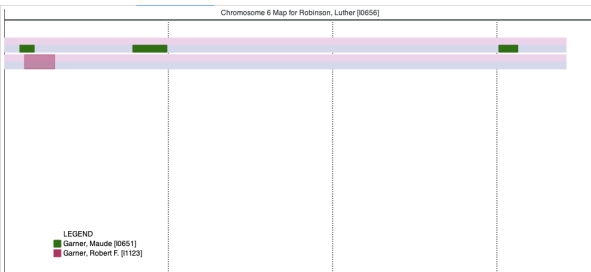 Chromosome 6 Map for Robinson, Luther [I0656]
LEGEND
Garner, Maude [I0651]
Garner, Robert F. [I1123]